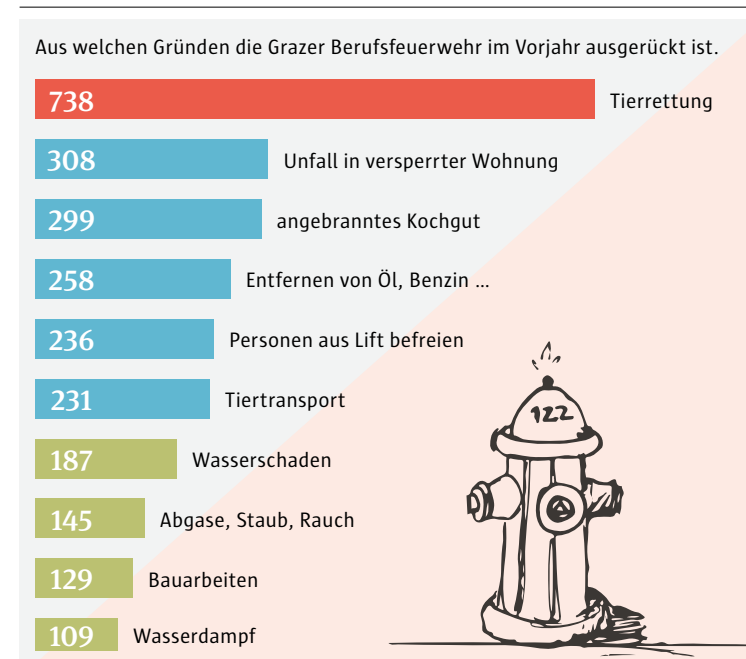 Aus welchen Gründen die Grazer Berufsfeuerwehr im Vorjahr ausgerückt ist.
738 Tierrettung
308 Unfall in versperrter Wohnung
299 angebranntes Kochgut
258 Entfernen von Öl, Benzin ...
236 Personen aus Lift befreien
231 Tiertransport
187 Wasserschaden
145 Abgase, Staub, Rauch
129 Bauarbeiten
109 Wasserdampf
122